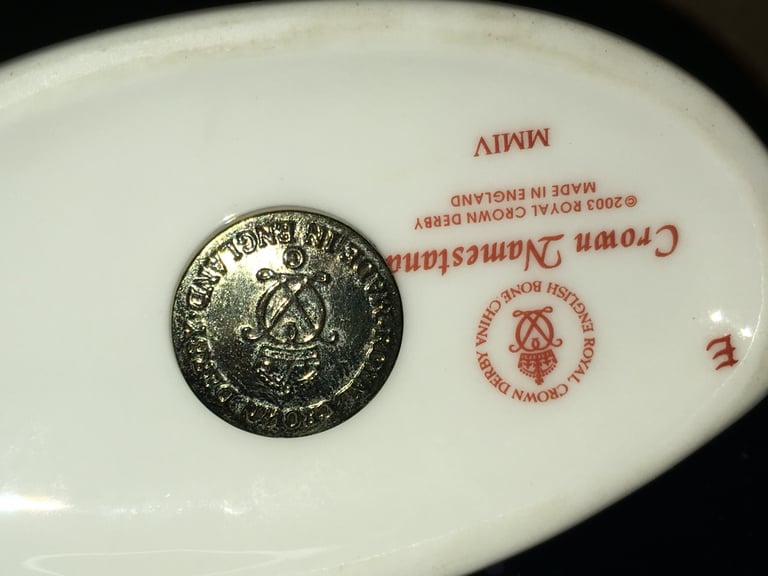 ROYAL CROWN DERBY ENGLISH BONE CHINA
Crown Namestand
©2003 ROYAL CROWN DERBY
MADE IN ENGLAND
MMIV
E
ROYAL CROWN DERBY
MADE IN ENGLAND